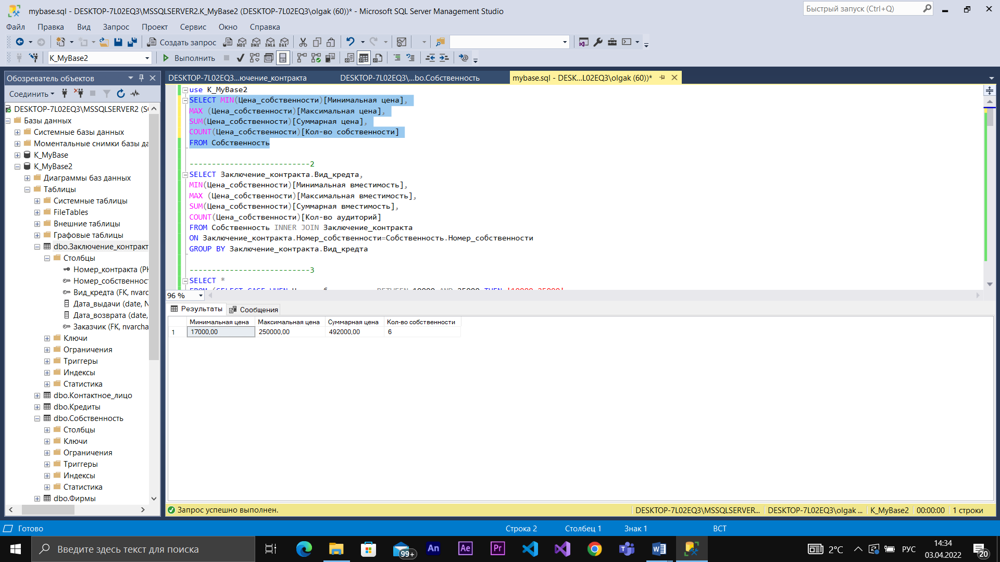 mybase.sql - DESKTOP-7L02EQ3\MSSQLSERVER2.K_MyBase2 (DESKTOP-7L02EQ3\olgak (60))* - Microsoft SQL Server Management Studio
Быстрый запуск (Ctrl+Q)
Файл Правка Вид Запрос Проект Сервис Окно Справка
Создать запрос
MDX DMX XMLA DAX
K_MyBase2
Выполнить
Обозреватель объектов
Соединить
DESKTOP-7L02EQ3\MSSQLSERVER2 (SQ
Базы данных
Системные базы данных
Моментальные снимки базы да
K_MyBase
K_MyBase2
Диаграммы баз данных
Таблицы
Системные таблицы
FileTables
Внешние таблицы
Графовые таблицы
dbo.Заключение_контракт
Столбцы
Номер_контракта (PK
Номер_собственнос
Вид_кредта (FK, nvarc
Дата_выдачи (date, N
Дата_возврата (date,
Заказчик (FK, nvarcha
Ключи
Ограничения
Триггеры
Индексы
Статистика
dbo.Контактное_лицо
dbo.Кредиты
dbo.Собственность
Столбцы
Ключи
Ограничения
Триггеры
Индексы
Статистика
dbo.Фирмы
DESKTOP-7L02EQ3...ючение_контракта
DESKTOP-7L02EQ3\...bo.Собственность
mybase.sql - DESK...L02EQ3\olgak (60))*
use K_MyBase2
SELECT MIN(Цена_собственности)[Минимальная цена],
MAX (Цена_собственности)[Максимальная цена],
SUM(Цена_собственности)[Суммарная цена],
COUNT(Цена_собственности)[Кол-во собственности]
FROM Собственность
---------------------------2
SELECT Заключение_контракта.Вид_кредта,
MIN(Цена_собственности)[Минимальная вместимость],
MAX (Цена_собственности)[Максимальная вместимость],
SUM(Цена_собственности)[Суммарная вместимость],
COUNT(Цена_собственности)[Кол-во аудиторий]
FROM Собственность INNER JOIN Заключение_контракта
ON Заключение_контракта.Номер_собственности=Собственность.Номер_собственности
GROUP BY Заключение_контракта.Вид_кредта
---------------------------3
SELECT *
96 %
Результаты Сообщения
Минимальная цена Максимальная цена Суммарная цена Кол-во собственности
1 17000,00 250000,00 492000,00 6
Запрос успешно выполнен.
DESKTOP-7L02EQ3\MSSQLSERVER... DESKTOP-7L02EQ3\olgak ... K_MyBase2 00:00:00 1 строки
Готово
Строка 2 Столбец 1 Знак 1 ВСТ
Введите здесь текст для поиска
99+
An Ae Pr
2°C
РУС
14:34
03.04.2022
20